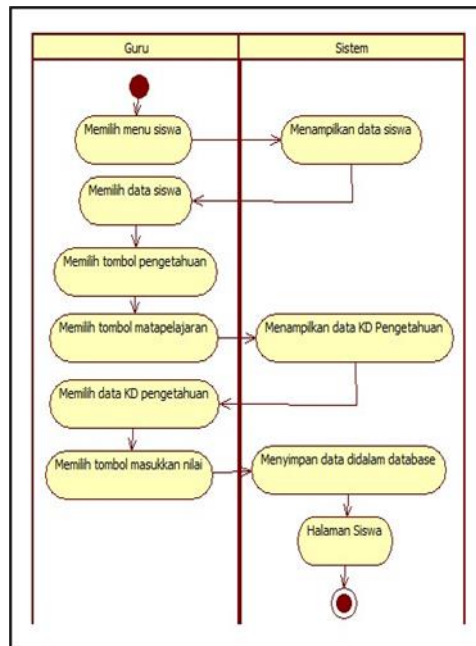 Guru
Sistem
Memilih menu siswa
Menampilkan data siswa
Memilih data siswa
Memilih tombol pengetahuan
Memilih tombol matapelajaran
Menampilkan data KD Pengetahuan
Memilih data KD pengetahuan
Memilih tombol masukkan nilai
Menyimpan data didalam database
Halaman Siswa